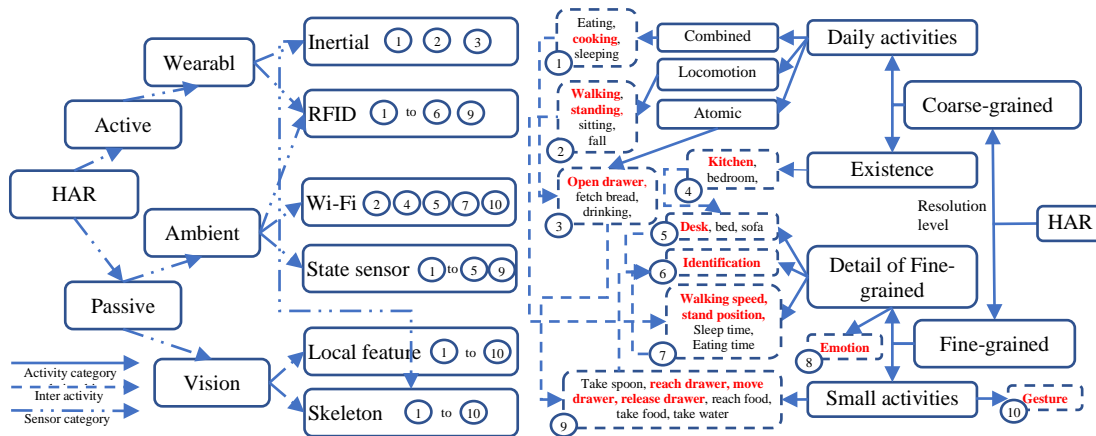 HAR
Active
Passive
Wearabl
Ambient
Vision
Inertial 1 2 3
RFID 1 to 6 9
Wi-Fi 2 4 5 7 10
State sensor 1 to 5 9
Local feature 1 to 10
Skeleton 1 to 10
Activity category
Inter activity
Sensor category
Eating,
cooking,
sleeping
1
Walking,
standing,
sitting,
fall
2
Open drawer,
fetch bread,
drinking,
3
Kitchen,
bedroom,
4
5
Desk, bed, sofa
6
Identification
Walking speed,
stand position,
Sleep time,
Eating time
7
Emotion
8
Take spoon, reach drawer, move
drawer, release drawer, reach food,
take food, take water
9
Gesture
10
Combined
Locomotion
Atomic
Daily activities
Existence
Detail of Fine-
grained
Small activities
Coarse-grained
Resolution
level
HAR
Fine-grained